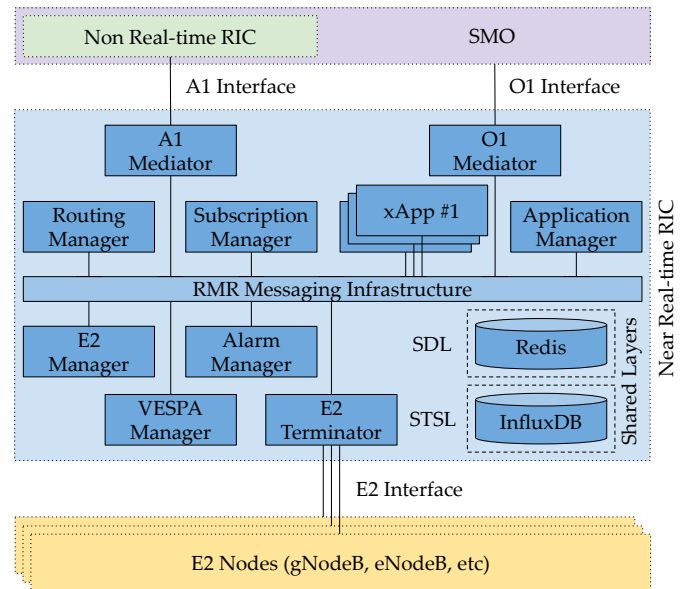 Non Real-time RIC
SMO
A1 Interface
O1 Interface
A1
Mediator
O1
Mediator
Routing
Manager
Subscription
Manager
xApp #1
Application
Manager
RMR Messaging Infrastructure
E2
Manager
Alarm
Manager
SDL
Redis
VESPA
Manager
E2
Terminator
STSL
InfluxDB
Shared Layers
Near Real-time RIC
E2 Interface
E2 Nodes (gNodeB, eNodeB, etc)